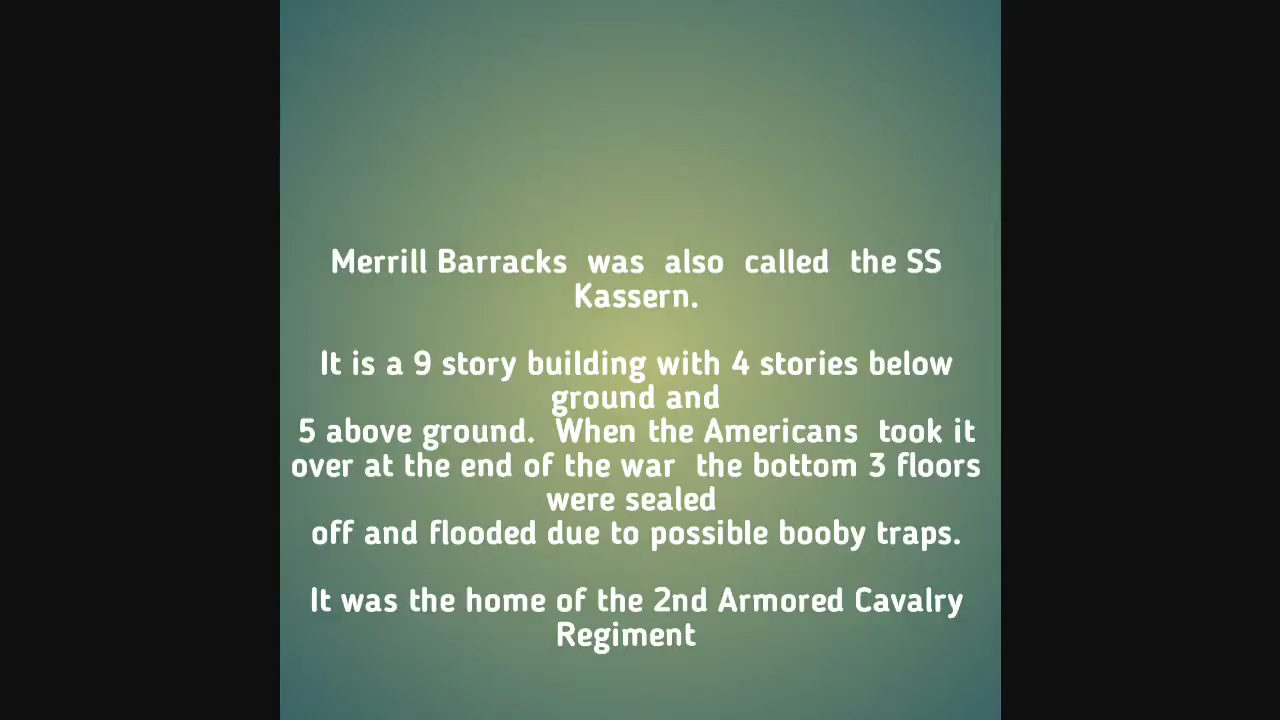 Merrill Barracks was also called the SS
Kassern.
It is a 9 story building with 4 stories below
ground and
5 above ground. When the Americans took it
over at the end of the war the bottom 3 floors
were sealed
off and flooded due to possible booby traps.
It was the home of the 2nd Armored Cavalry
Regiment